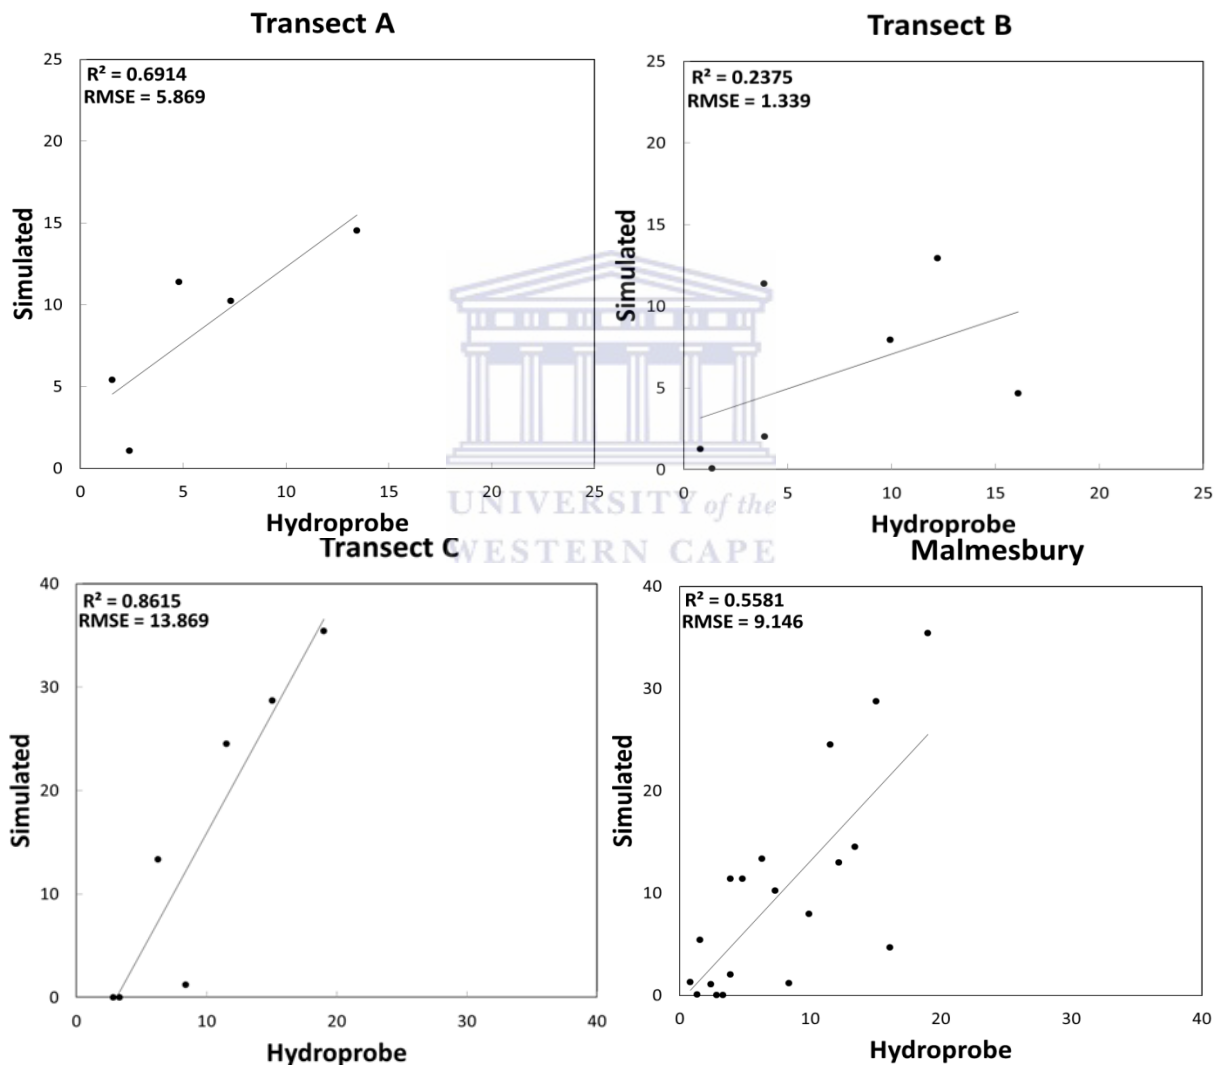 Transect A
R² = 0.6914
RMSE = 5.869
25
20
15
10
5
0
Simulated
0 5 10 15 20 25
Hydroprobe
Transect B
R² = 0.2375
RMSE = 1.339
25
20
15
10
5
0
Simulated
0 5 10 15 20 25
Hydroprobe
UNIVERSITY of the
WESTERN CAPE
Transect C
R² = 0.8615
RMSE = 13.869
40
30
20
10
0
Simulated
0 10 20 30 40
Hydroprobe
Malmesbury
R² = 0.5581
RMSE = 9.146
40
30
20
10
0
Simulated
0 10 20 30 40
Hydroprobe